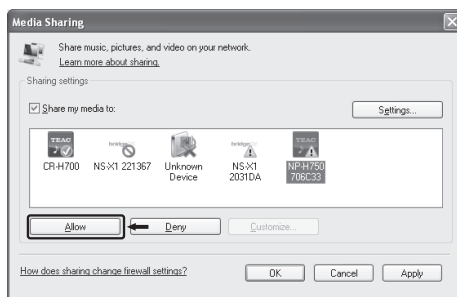 Media Sharing
Share music, pictures, and video on your network.
Learn more about sharing.
Sharing settings
Share my media to:
Settings...
TEAC
TEAC
CR-H700
NS-X1 221367
Unknown
Device
NS-X1
2031DA
NP-H750
706C33
Allow
Deny
Customize...
How does sharing change firewall settings?
OK
Cancel
Apply